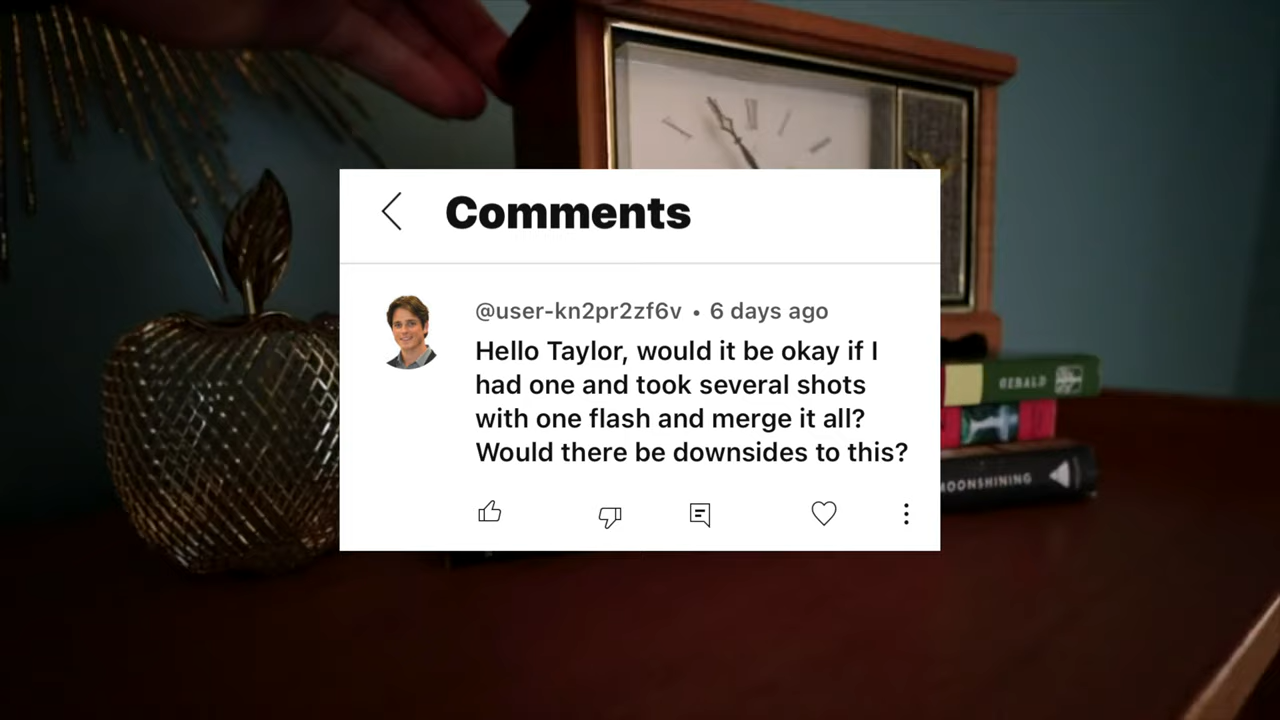 Comments
@user-kn2pr2zf6v • 6 days ago
Hello Taylor, would it be okay if I
had one and took several shots
with one flash and merge it all?
Would there be downsides to this?
GEBALD
MOONSHINING